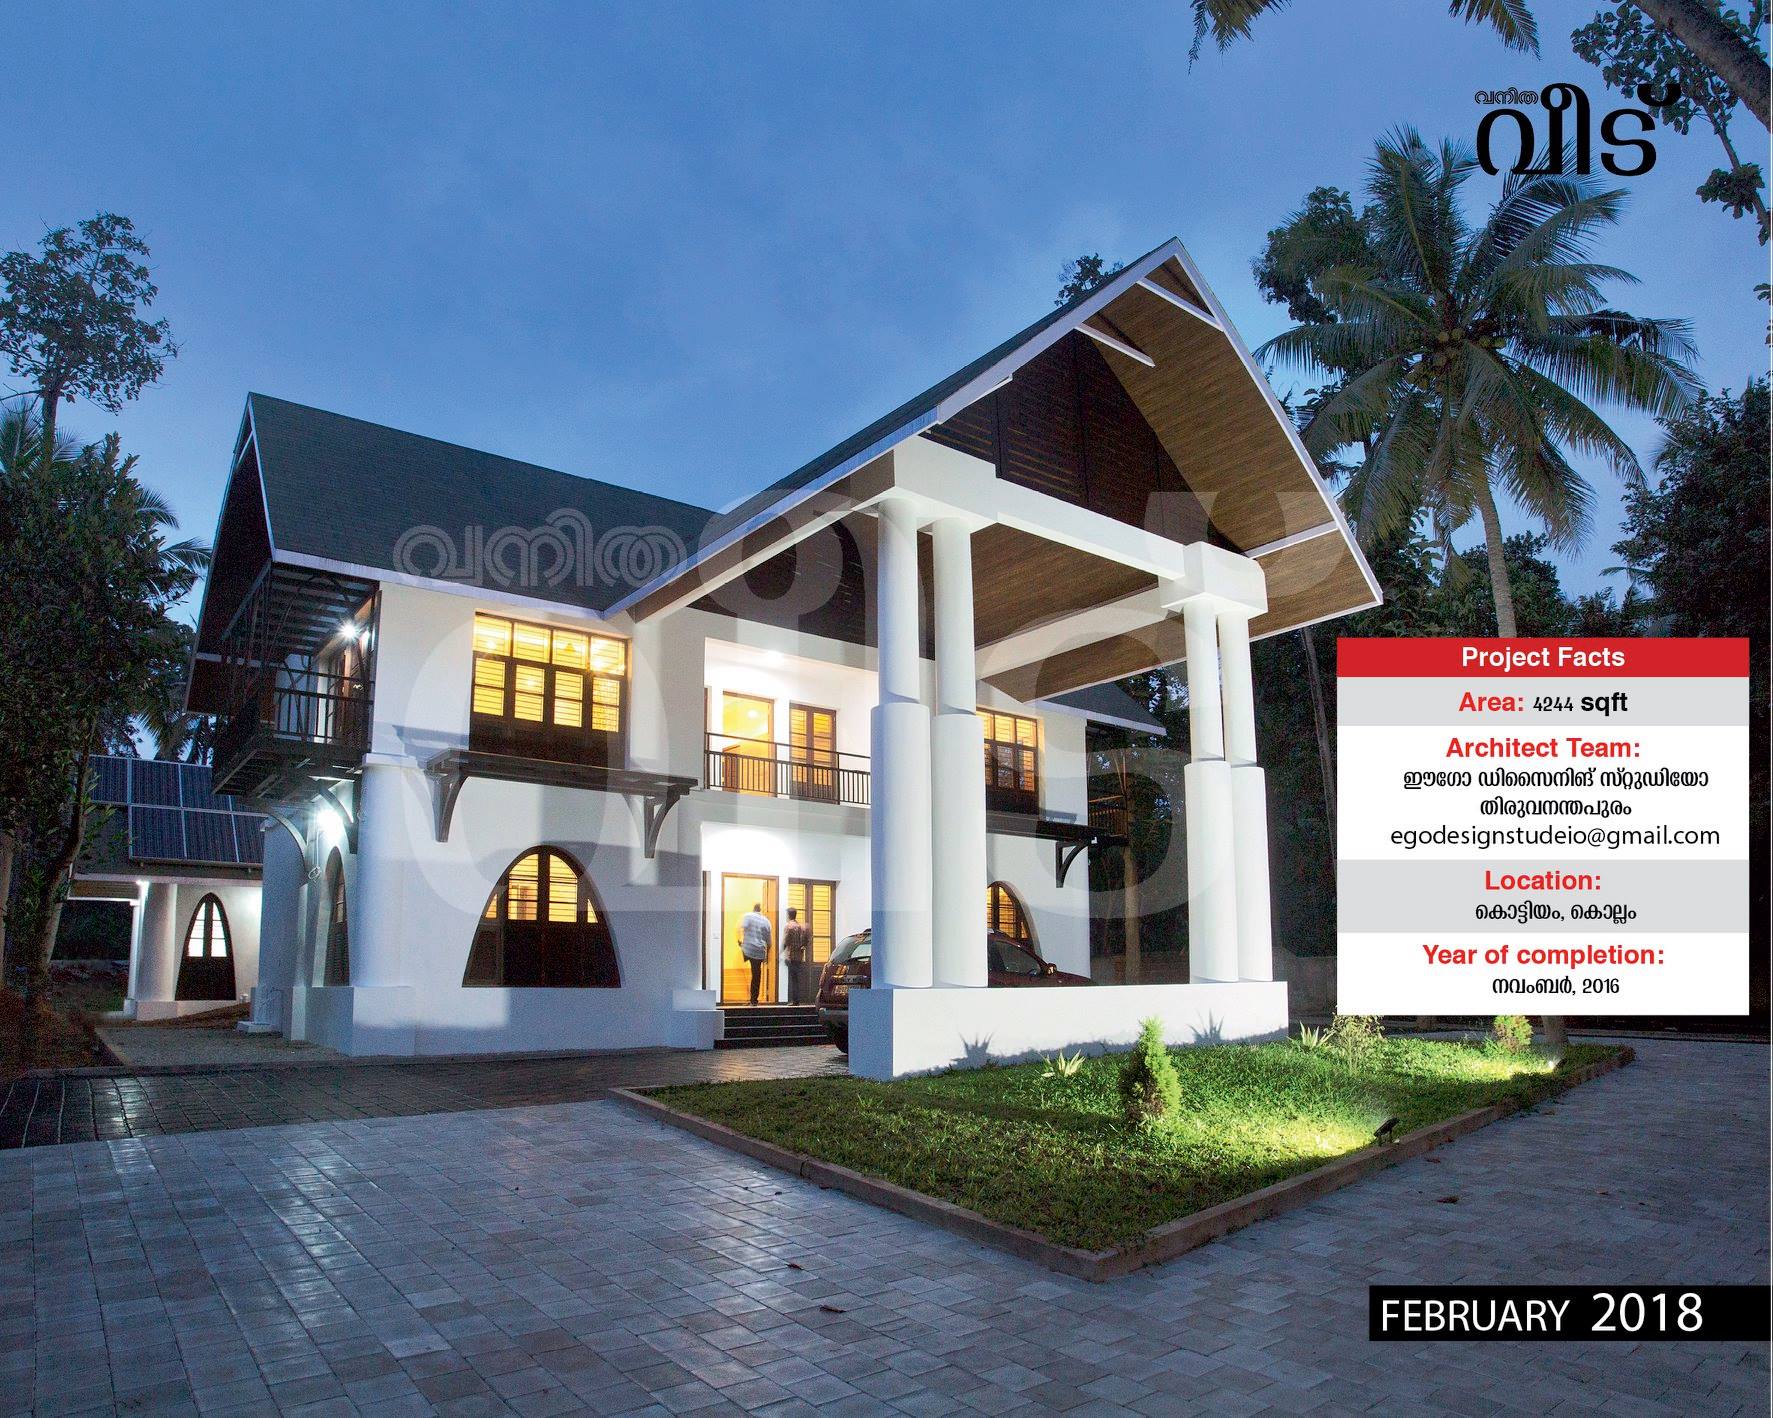 വനിത
വീട്
വനിത
വീട്
Project Facts
Area: 4244 sqft
Architect Team:
ഈഗോ ഡിസൈനിങ് സ്റ്റുഡിയോ
തിരുവനന്തപുരം
egodesignstudeio@gmail.com
Location:
കൊട്ടിയം, കൊല്ലം
Year of completion:
നവംബർ, 2016
FEBRUARY 2018